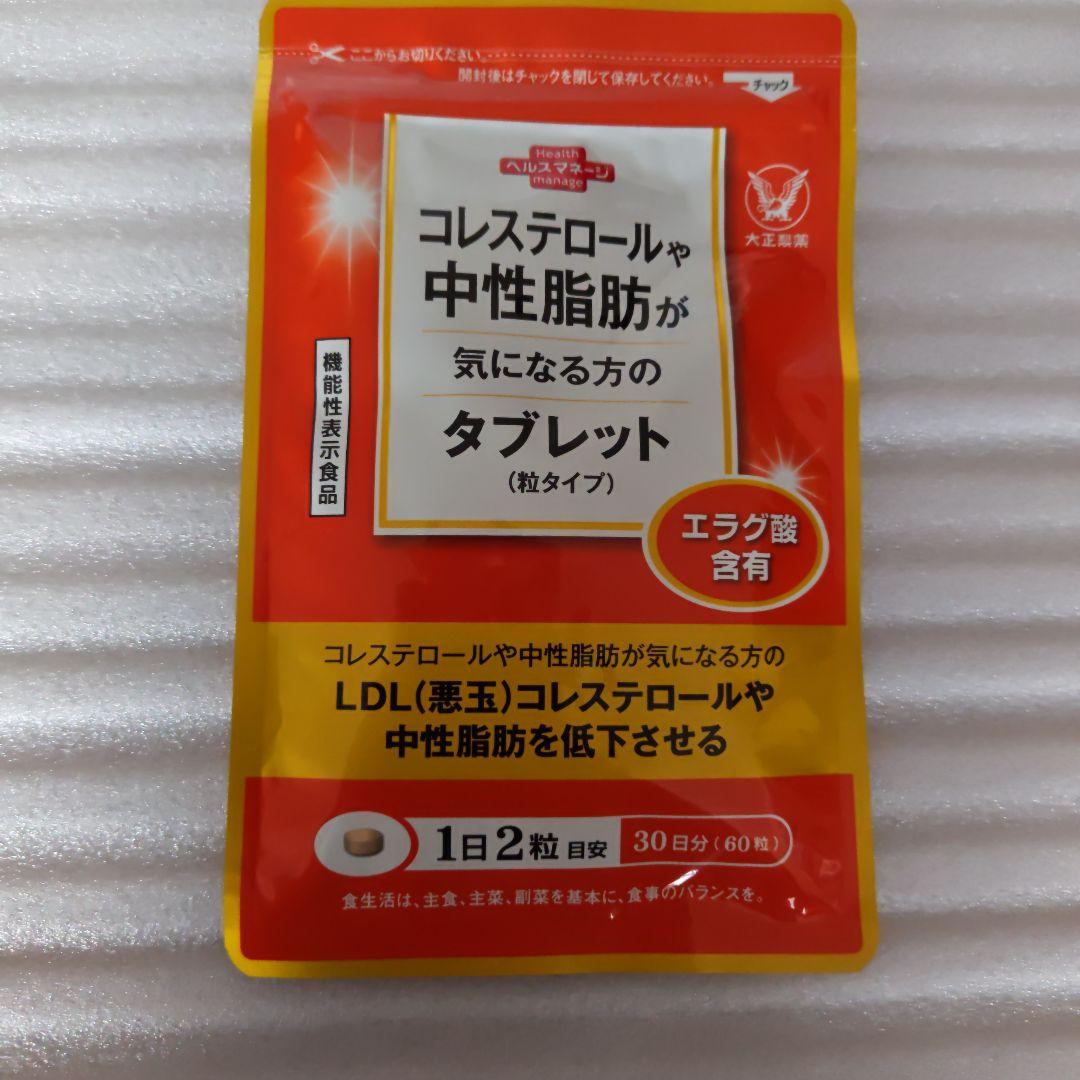 ここからお切りください。
開封後はチャックを閉じて保存してください。
チャック
Health
ヘルスマネージ
manage
大正製薬
コレステロールや
中性脂肪が
気になる方の
タブレット
(粒タイプ)
機能性表示食品
エラグ酸
含有
コレステロールや中性脂肪が気になる方の
LDL(悪玉)コレステロールや
中性脂肪を低下させる
1日2粒目安 30日分(60粒)
食生活は、主食、主菜、副菜を基本に、食事のバランスを。